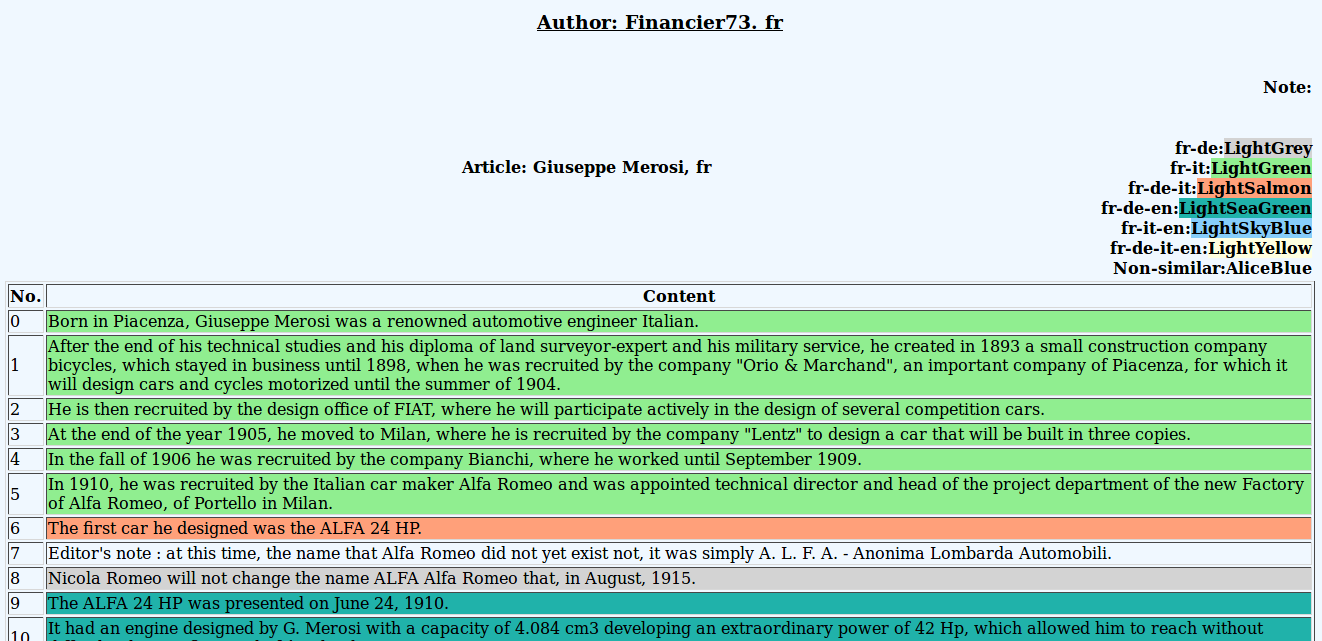 Author: Financier73. fr
Note:
fr-de:LightGrey
Article: Giuseppe Merosi, fr
fr-it:LightGreen
fr-de-it:LightSalmon
fr-de-en:LightSeaGreen
fr-it-en:LightSkyBlue
fr-de-it-en:LightYellow
Non-similar:AliceBlue
No. Content
0 Born in Piacenza, Giuseppe Merosi was a renowned automotive engineer Italian.
After the end of his technical studies and his diploma of land surveyor-expert and his military service, he created in 1893 a small construction company
1 bicycles, which stayed in business until 1898, when he was recruited by the company "Orio & Marchand", an important company of Piacenza, for which it
will design cars and cycles motorized until the summer of 1904.
2 He is then recruited by the design office of FIAT, where he will participate actively in the design of several competition cars.
3 At the end of the year 1905, he moved to Milan, where he is recruited by the company "Lentz" to design a car that will be built in three copies.
4 In the fall of 1906 he was recruited by the company Bianchi, where he worked until September 1909.
5 In 1910, he was recruited by the Italian car maker Alfa Romeo and was appointed technical director and head of the project department of the new Factory
of Alfa Romeo, of Portello in Milan.
6 The first car he designed was the ALFA 24 HP.
7 Editor's note : at this time, the name that Alfa Romeo did not yet exist not, it was simply A. L. F. A. - Anonima Lombarda Automobili.
8 Nicola Romeo will not change the name ALFA Alfa Romeo that, in August, 1915.
9 The ALFA 24 HP was presented on June 24, 1910.
10 It had an engine designed by G. Merosi with a capacity of 4.084 cm3 developing an extraordinary power of 42 Hp, which allowed him to reach without